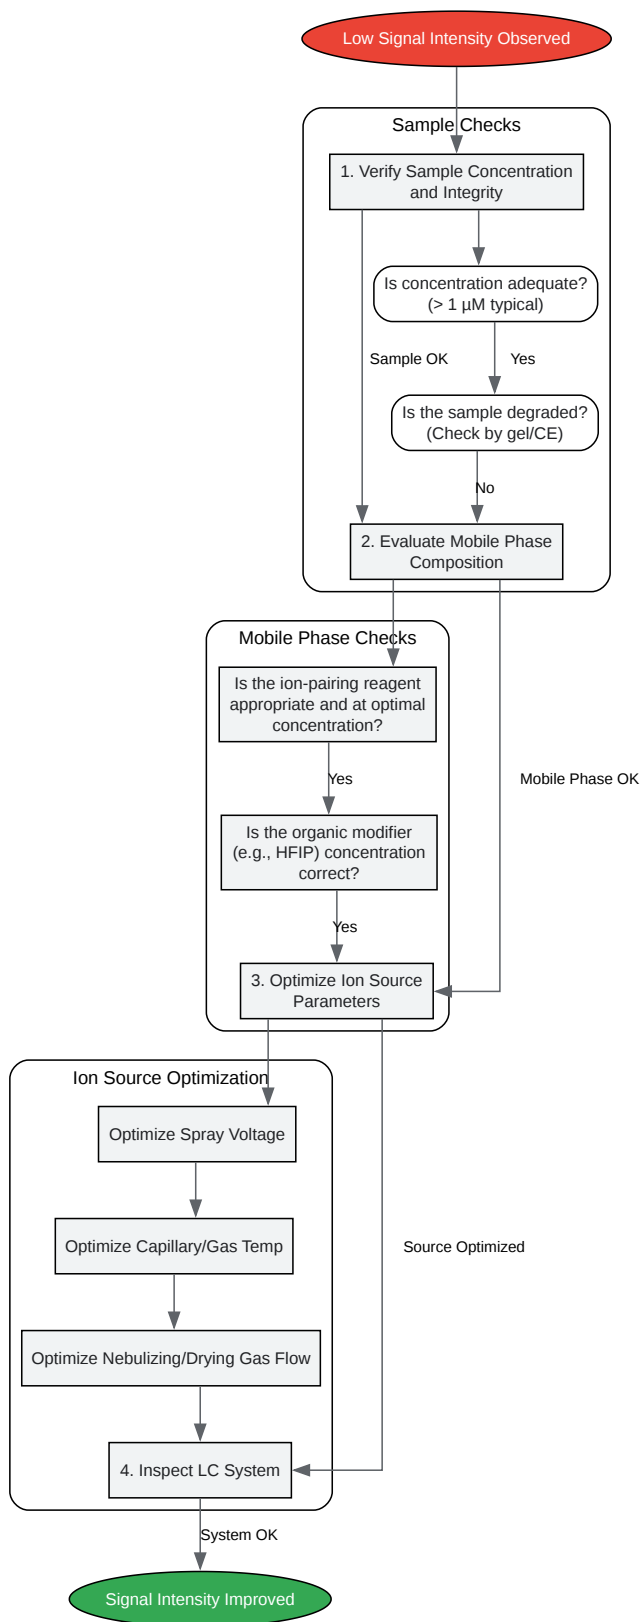 Low Signal Intensity Observed
Sample Checks
1. Verify Sample Concentration
and Integrity
Is concentration adequate?
(> 1 µM typical)
Sample OK
Yes
Is the sample degraded?
(Check by gel/CE)
No
2. Evaluate Mobile Phase
Composition
Mobile Phase Checks
Is the ion-pairing reagent
appropriate and at optimal
concentration?
Yes
Mobile Phase OK
Is the organic modifier
(e.g., HFIP) concentration
correct?
Yes
3. Optimize Ion Source
Parameters
Ion Source Optimization
Optimize Spray Voltage
Optimize Capillary/Gas Temp
Source Optimized
Optimize Nebulizing/Drying Gas Flow
4. Inspect LC System
System OK
Signal Intensity Improved